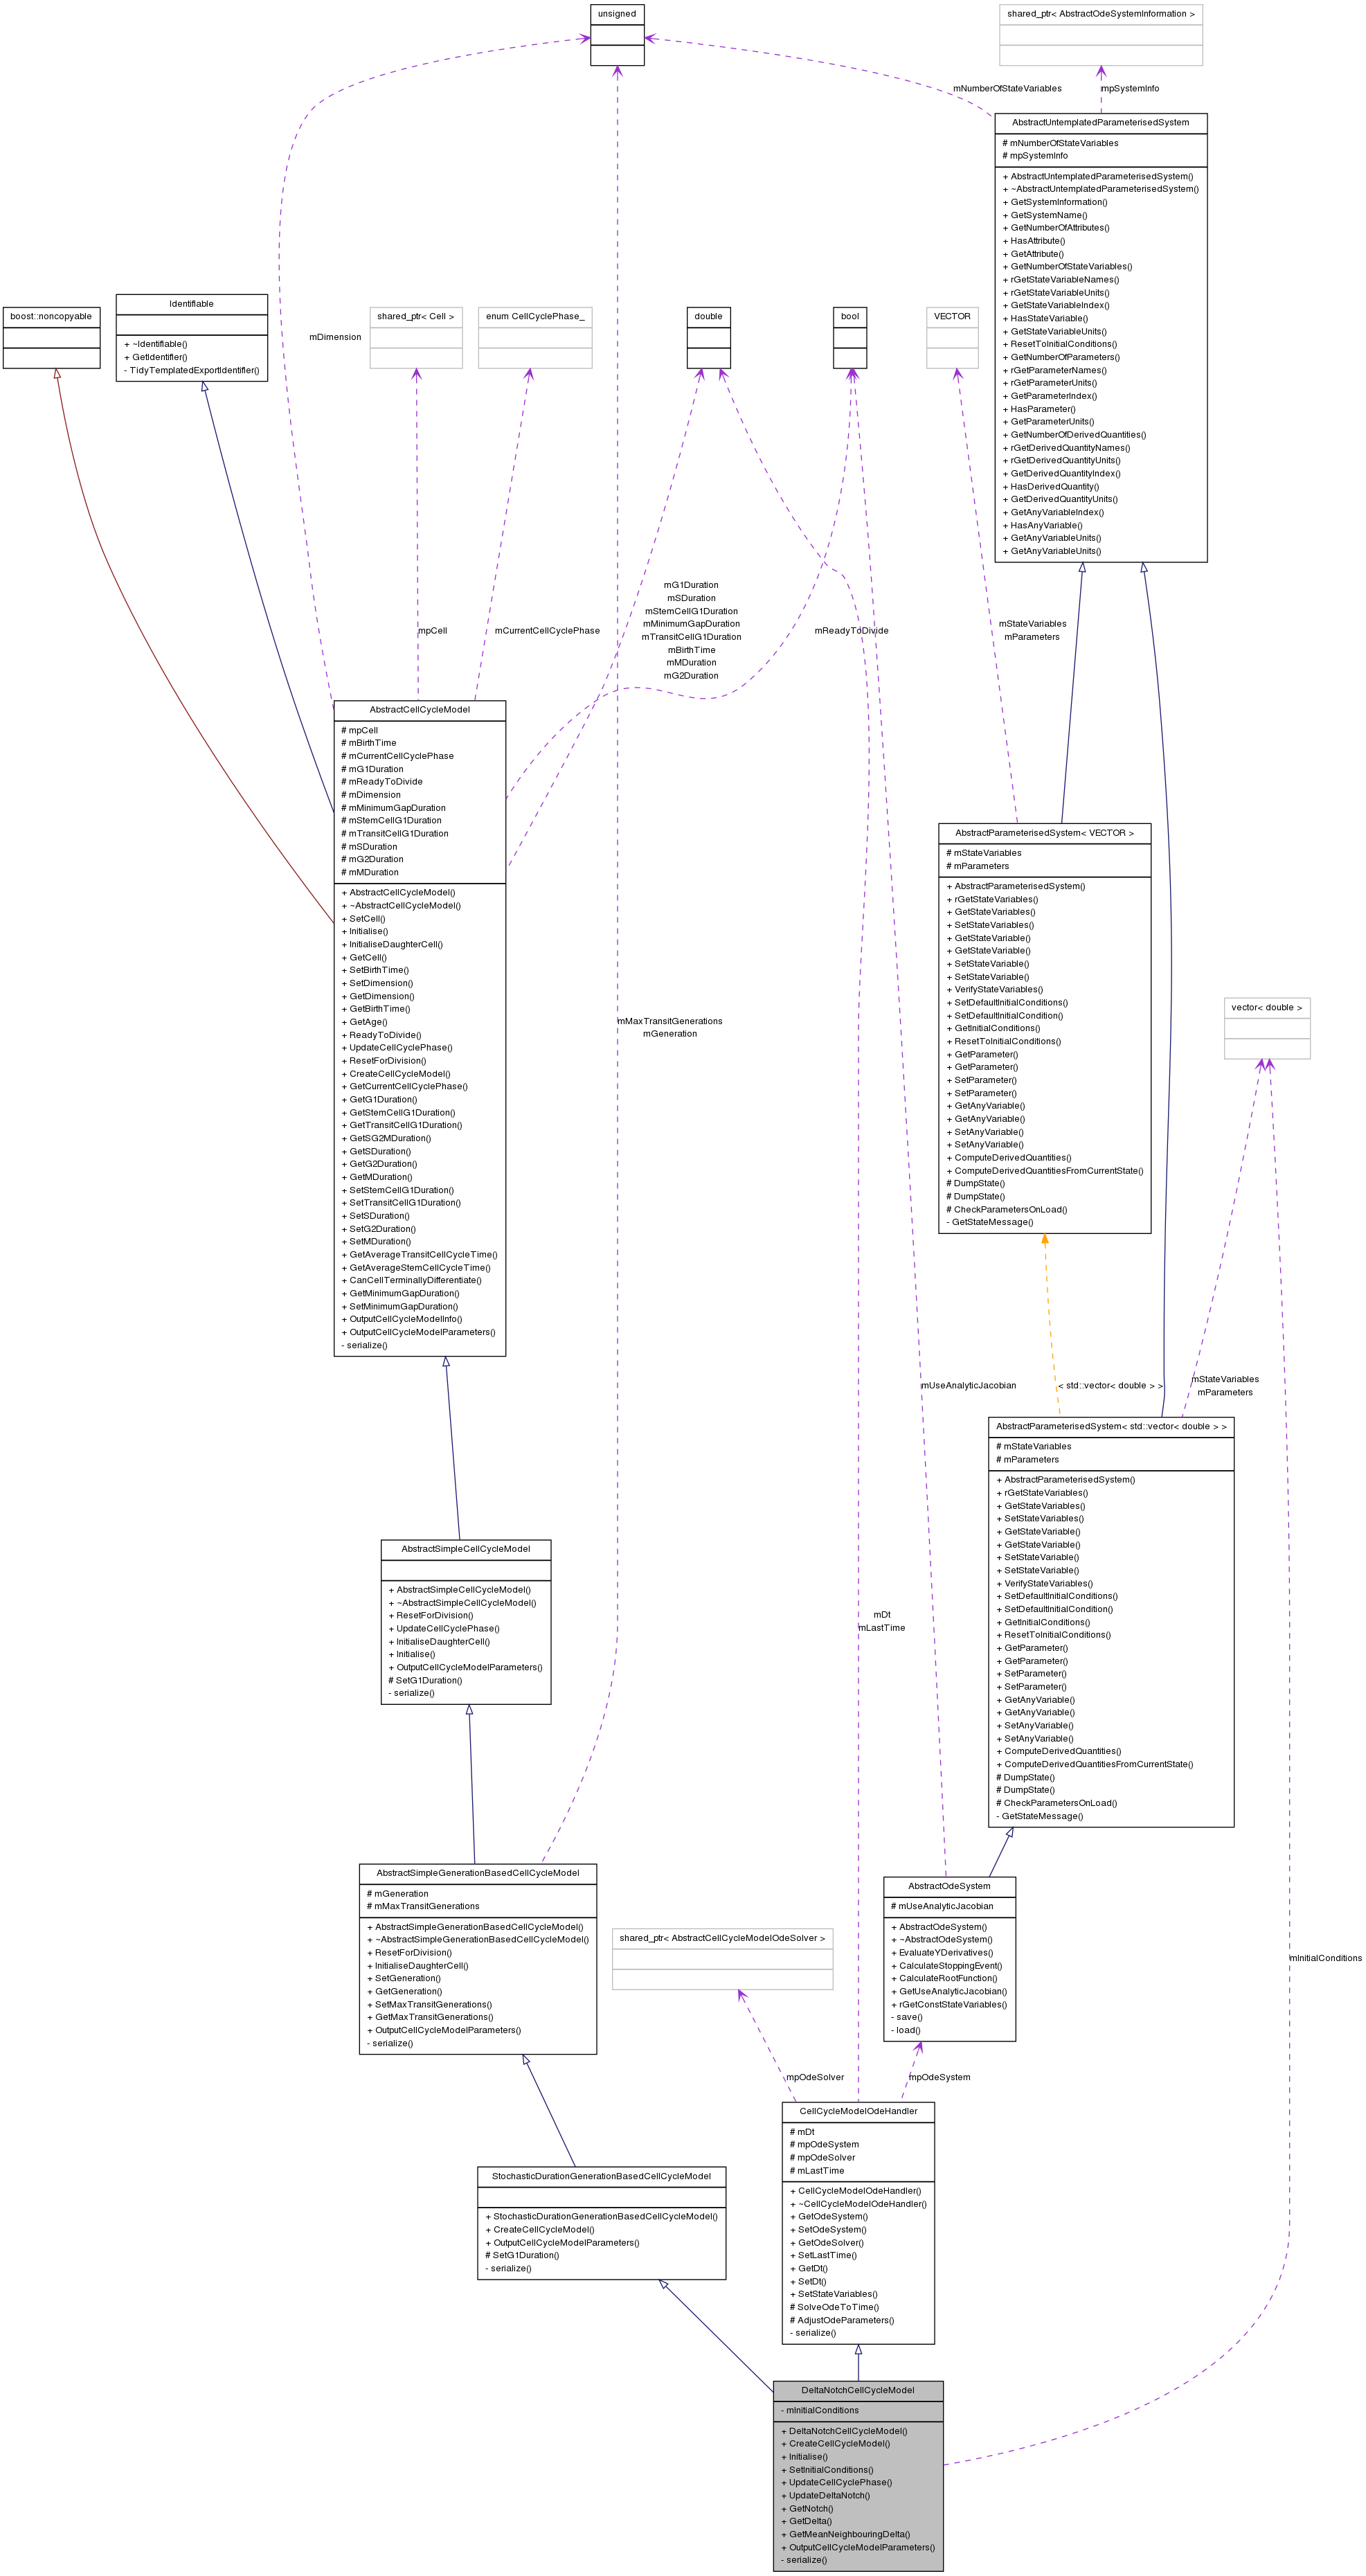 unsigned
shared_ptr< AbstractOdeSystemInformation >
mNumberOfStateVariables
mpSystemInfo
AbstractUntemplatedParameterisedSystem
# mNumberOfStateVariables
# mpSystemInfo
+ AbstractUntemplatedParameterisedSystem()
+ ~AbstractUntemplatedParameterisedSystem()
+ GetSystemInformation()
+ GetSystemName()
+ GetNumberOfAttributes()
+ HasAttribute()
+ GetAttribute()
+ GetNumberOfStateVariables()
+ rGetStateVariableNames()
+ rGetStateVariableUnits()
+ GetStateVariableIndex()
+ HasStateVariable()
+ GetStateVariableUnits()
+ ResetToInitialConditions()
+ GetNumberOfParameters()
+ rGetParameterNames()
+ rGetParameterUnits()
+ GetParameterIndex()
+ HasParameter()
+ GetParameterUnits()
+ GetNumberOfDerivedQuantities()
+ rGetDerivedQuantityNames()
+ rGetDerivedQuantityUnits()
+ GetDerivedQuantityIndex()
+ HasDerivedQuantity()
+ GetDerivedQuantityUnits()
+ GetAnyVariableIndex()
+ HasAnyVariable()
+ GetAnyVariableUnits()
+ GetAnyVariableUnits()
boost::noncopyable
Identifiable
+ ~Identifiable()
+ GetIdentifier()
- TidyTemplatedExportIdentifier()
mDimension
shared_ptr< Cell >
enum CellCyclePhase_
double
bool
VECTOR
mpCell
mCurrentCellCyclePhase
mG1Duration
mSDuration
mStemCellG1Duration
mMinimumGapDuration
mTransitCellG1Duration
mBirthTime
mMDuration
mG2Duration
mReadyToDivide
mStateVariables
mParameters
AbstractCellCycleModel
# mpCell
# mBirthTime
# mCurrentCellCyclePhase
# mG1Duration
# mReadyToDivide
# mDimension
# mMinimumGapDuration
# mStemCellG1Duration
# mTransitCellG1Duration
# mSDuration
# mG2Duration
# mMDuration
+ AbstractCellCycleModel()
+ ~AbstractCellCycleModel()
+ SetCell()
+ Initialise()
+ InitialiseDaughterCell()
+ GetCell()
+ SetBirthTime()
+ SetDimension()
+ GetDimension()
+ GetBirthTime()
+ GetAge()
+ ReadyToDivide()
+ UpdateCellCyclePhase()
+ ResetForDivision()
+ CreateCellCycleModel()
+ GetCurrentCellCyclePhase()
+ GetG1Duration()
+ GetStemCellG1Duration()
+ GetTransitCellG1Duration()
+ GetSG2MDuration()
+ GetSDuration()
+ GetG2Duration()
+ GetMDuration()
+ SetStemCellG1Duration()
+ SetTransitCellG1Duration()
+ SetSDuration()
+ SetG2Duration()
+ SetMDuration()
+ GetAverageTransitCellCycleTime()
+ GetAverageStemCellCycleTime()
+ CanCellTerminallyDifferentiate()
+ GetMinimumGapDuration()
+ SetMinimumGapDuration()
+ OutputCellCycleModelInfo()
+ OutputCellCycleModelParameters()
- serialize()
AbstractParameterisedSystem< VECTOR >
# mStateVariables
# mParameters
+ AbstractParameterisedSystem()
+ rGetStateVariables()
+ GetStateVariables()
+ SetStateVariables()
+ GetStateVariable()
+ GetStateVariable()
+ SetStateVariable()
+ SetStateVariable()
+ VerifyStateVariables()
+ SetDefaultInitialConditions()
+ SetDefaultInitialCondition()
+ GetInitialConditions()
+ ResetToInitialConditions()
+ GetParameter()
+ GetParameter()
+ SetParameter()
+ SetParameter()
+ GetAnyVariable()
+ GetAnyVariable()
+ SetAnyVariable()
+ SetAnyVariable()
+ ComputeDerivedQuantities()
+ ComputeDerivedQuantitiesFromCurrentState()
# DumpState()
# DumpState()
# CheckParametersOnLoad()
- GetStateMessage()
vector< double >
mMaxTransitGenerations
mGeneration
mUseAnalyticJacobian
< std::vector< double > >
mStateVariables
mParameters
AbstractParameterisedSystem< std::vector< double > >
# mStateVariables
# mParameters
+ AbstractParameterisedSystem()
+ rGetStateVariables()
+ GetStateVariables()
+ SetStateVariables()
+ GetStateVariable()
+ GetStateVariable()
+ SetStateVariable()
+ SetStateVariable()
+ VerifyStateVariables()
+ SetDefaultInitialConditions()
+ SetDefaultInitialCondition()
+ GetInitialConditions()
+ ResetToInitialConditions()
+ GetParameter()
+ GetParameter()
+ SetParameter()
+ SetParameter()
+ GetAnyVariable()
+ GetAnyVariable()
+ SetAnyVariable()
+ SetAnyVariable()
+ ComputeDerivedQuantities()
+ ComputeDerivedQuantitiesFromCurrentState()
# DumpState()
# DumpState()
# CheckParametersOnLoad()
- GetStateMessage()
AbstractSimpleCellCycleModel
+ AbstractSimpleCellCycleModel()
+ ~AbstractSimpleCellCycleModel()
+ ResetForDivision()
+ UpdateCellCyclePhase()
+ InitialiseDaughterCell()
+ Initialise()
+ OutputCellCycleModelParameters()
# SetG1Duration()
- serialize()
mDt
mLastTime
AbstractSimpleGenerationBasedCellCycleModel
# mGeneration
# mMaxTransitGenerations
+ AbstractSimpleGenerationBasedCellCycleModel()
+ ~AbstractSimpleGenerationBasedCellCycleModel()
+ ResetForDivision()
+ InitialiseDaughterCell()
+ SetGeneration()
+ GetGeneration()
+ SetMaxTransitGenerations()
+ GetMaxTransitGenerations()
+ OutputCellCycleModelParameters()
- serialize()
shared_ptr< AbstractCellCycleModelOdeSolver >
AbstractOdeSystem
# mUseAnalyticJacobian
+ AbstractOdeSystem()
+ ~AbstractOdeSystem()
+ EvaluateYDerivatives()
+ CalculateStoppingEvent()
+ CalculateRootFunction()
+ GetUseAnalyticJacobian()
+ rGetConstStateVariables()
- save()
- load()
mInitialConditions
mpOdeSolver
mpOdeSystem
CellCycleModelOdeHandler
# mDt
# mpOdeSystem
# mpOdeSolver
# mLastTime
+ CellCycleModelOdeHandler()
+ ~CellCycleModelOdeHandler()
+ GetOdeSystem()
+ SetOdeSystem()
+ GetOdeSolver()
+ SetLastTime()
+ GetDt()
+ SetDt()
+ SetStateVariables()
# SolveOdeToTime()
# AdjustOdeParameters()
- serialize()
StochasticDurationGenerationBasedCellCycleModel
+ StochasticDurationGenerationBasedCellCycleModel()
+ CreateCellCycleModel()
+ OutputCellCycleModelParameters()
# SetG1Duration()
- serialize()
DeltaNotchCellCycleModel
- mInitialConditions
+ DeltaNotchCellCycleModel()
+ CreateCellCycleModel()
+ Initialise()
+ SetInitialConditions()
+ UpdateCellCyclePhase()
+ UpdateDeltaNotch()
+ GetNotch()
+ GetDelta()
+ GetMeanNeighbouringDelta()
+ OutputCellCycleModelParameters()
- serialize()